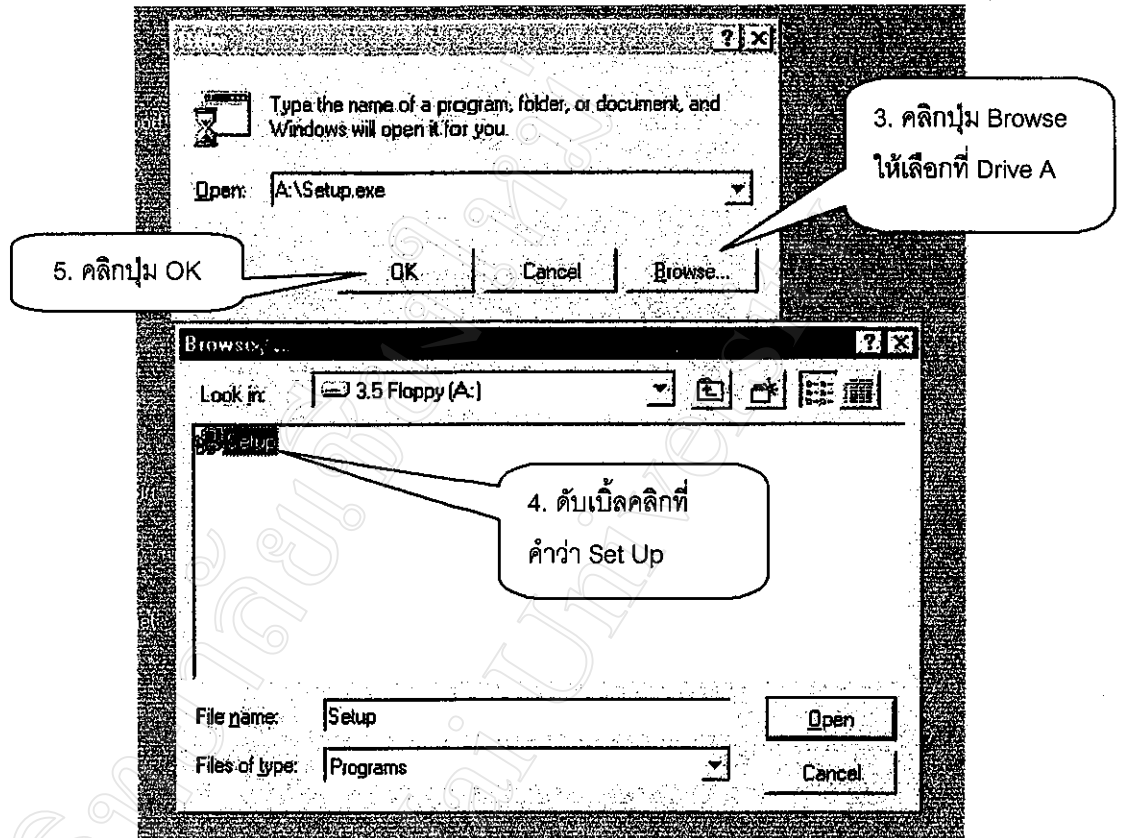 Type the name of a program, folder, or document, and
Windows will open it for you.
Open: A:\Setup.exe
OK Cancel Browse...
3. คลิกปุ่ม Browse
ให้เลือกที่ Drive A
5. คลิกปุ่ม OK
Browse
Look in: 3.5 Floppy (A:)
Setup
4. ดับเบิ้ลคลิกที่
คำว่า Set Up
File name: Setup Open
Files of type: Programs Cancel